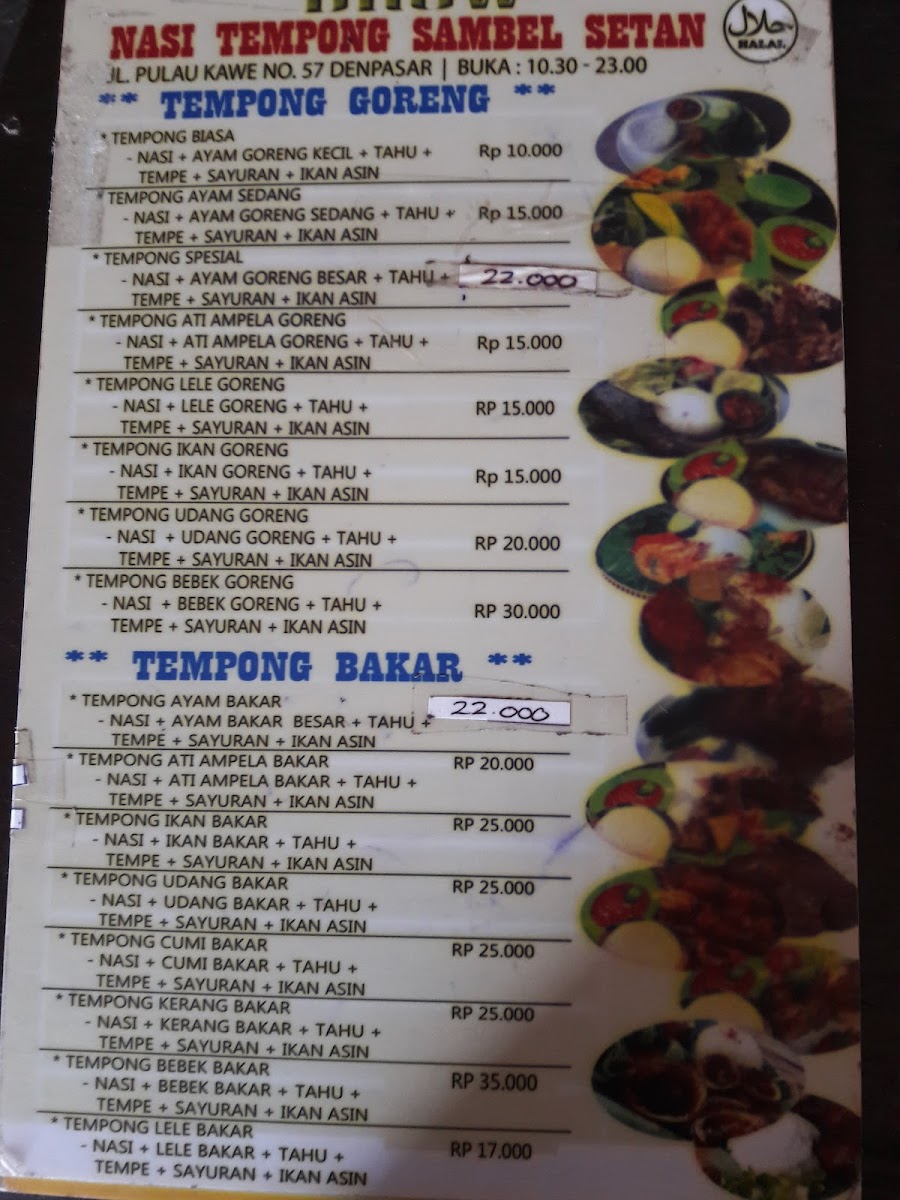 NASI TEMPONG SAMBEL SETAN
حلال
HALAL
JL. PULAU KAWE NO. 57 DENPASAR | BUKA : 10.30 - 23.00
** TEMPONG GORENG **
* TEMPONG BIASA
- NASI + AYAM GORENG KECIL + TAHU + Rp 10.000
TEMPE + SAYURAN + IKAN ASIN
* TEMPONG AYAM SEDANG
- NASI + AYAM GORENG SEDANG + TAHU + Rp 15.000
TEMPE + SAYURAN + IKAN ASIN
* TEMPONG SPESIAL
- NASI + AYAM GORENG BESAR + TAHU + 22.000
TEMPE + SAYURAN + IKAN ASIN
* TEMPONG ATI AMPELA GORENG
- NASI + ATI AMPELA GORENG + TAHU + Rp 15.000
TEMPE + SAYURAN + IKAN ASIN
* TEMPONG LELE GORENG
- NASI + LELE GORENG + TAHU + RP 15.000
TEMPE + SAYURAN + IKAN ASIN
* TEMPONG IKAN GORENG
- NASI + IKAN GORENG + TAHU + Rp 15.000
TEMPE + SAYURAN + IKAN ASIN
* TEMPONG UDANG GORENG
- NASI + UDANG GORENG + TAHU + RP 20.000
TEMPE + SAYURAN + IKAN ASIN
* TEMPONG BEBEK GORENG
- NASI + BEBEK GORENG + TAHU + RP 30.000
TEMPE + SAYURAN + IKAN ASIN
** TEMPONG BAKAR **
* TEMPONG AYAM BAKAR
- NASI + AYAM BAKAR BESAR + TAHU + 22.000
TEMPE + SAYURAN + IKAN ASIN
* TEMPONG ATI AMPELA BAKAR RP 20.000
- NASI + ATI AMPELA BAKAR + TAHU +
TEMPE + SAYURAN + IKAN ASIN
* TEMPONG IKAN BAKAR RP 25.000
- NASI + IKAN BAKAR + TAHU +
TEMPE + SAYURAN + IKAN ASIN
* TEMPONG UDANG BAKAR RP 25.000
- NASI + UDANG BAKAR + TAHU +
TEMPE + SAYURAN + IKAN ASIN
* TEMPONG CUMI BAKAR RP 25.000
- NASI + CUMI BAKAR + TAHU +
TEMPE + SAYURAN + IKAN ASIN
* TEMPONG KERANG BAKAR RP 25.000
- NASI + KERANG BAKAR + TAHU +
TEMPE + SAYURAN + IKAN ASIN
* TEMPONG BEBEK BAKAR
- NASI + BEBEK BAKAR + TAHU + RP 35.000
TEMPE + SAYURAN + IKAN ASIN
* TEMPONG LELE BAKAR
- NASI + LELE BAKAR + TAHU + RP 17.000
TEMPE + SAYURAN + IKAN ASIN